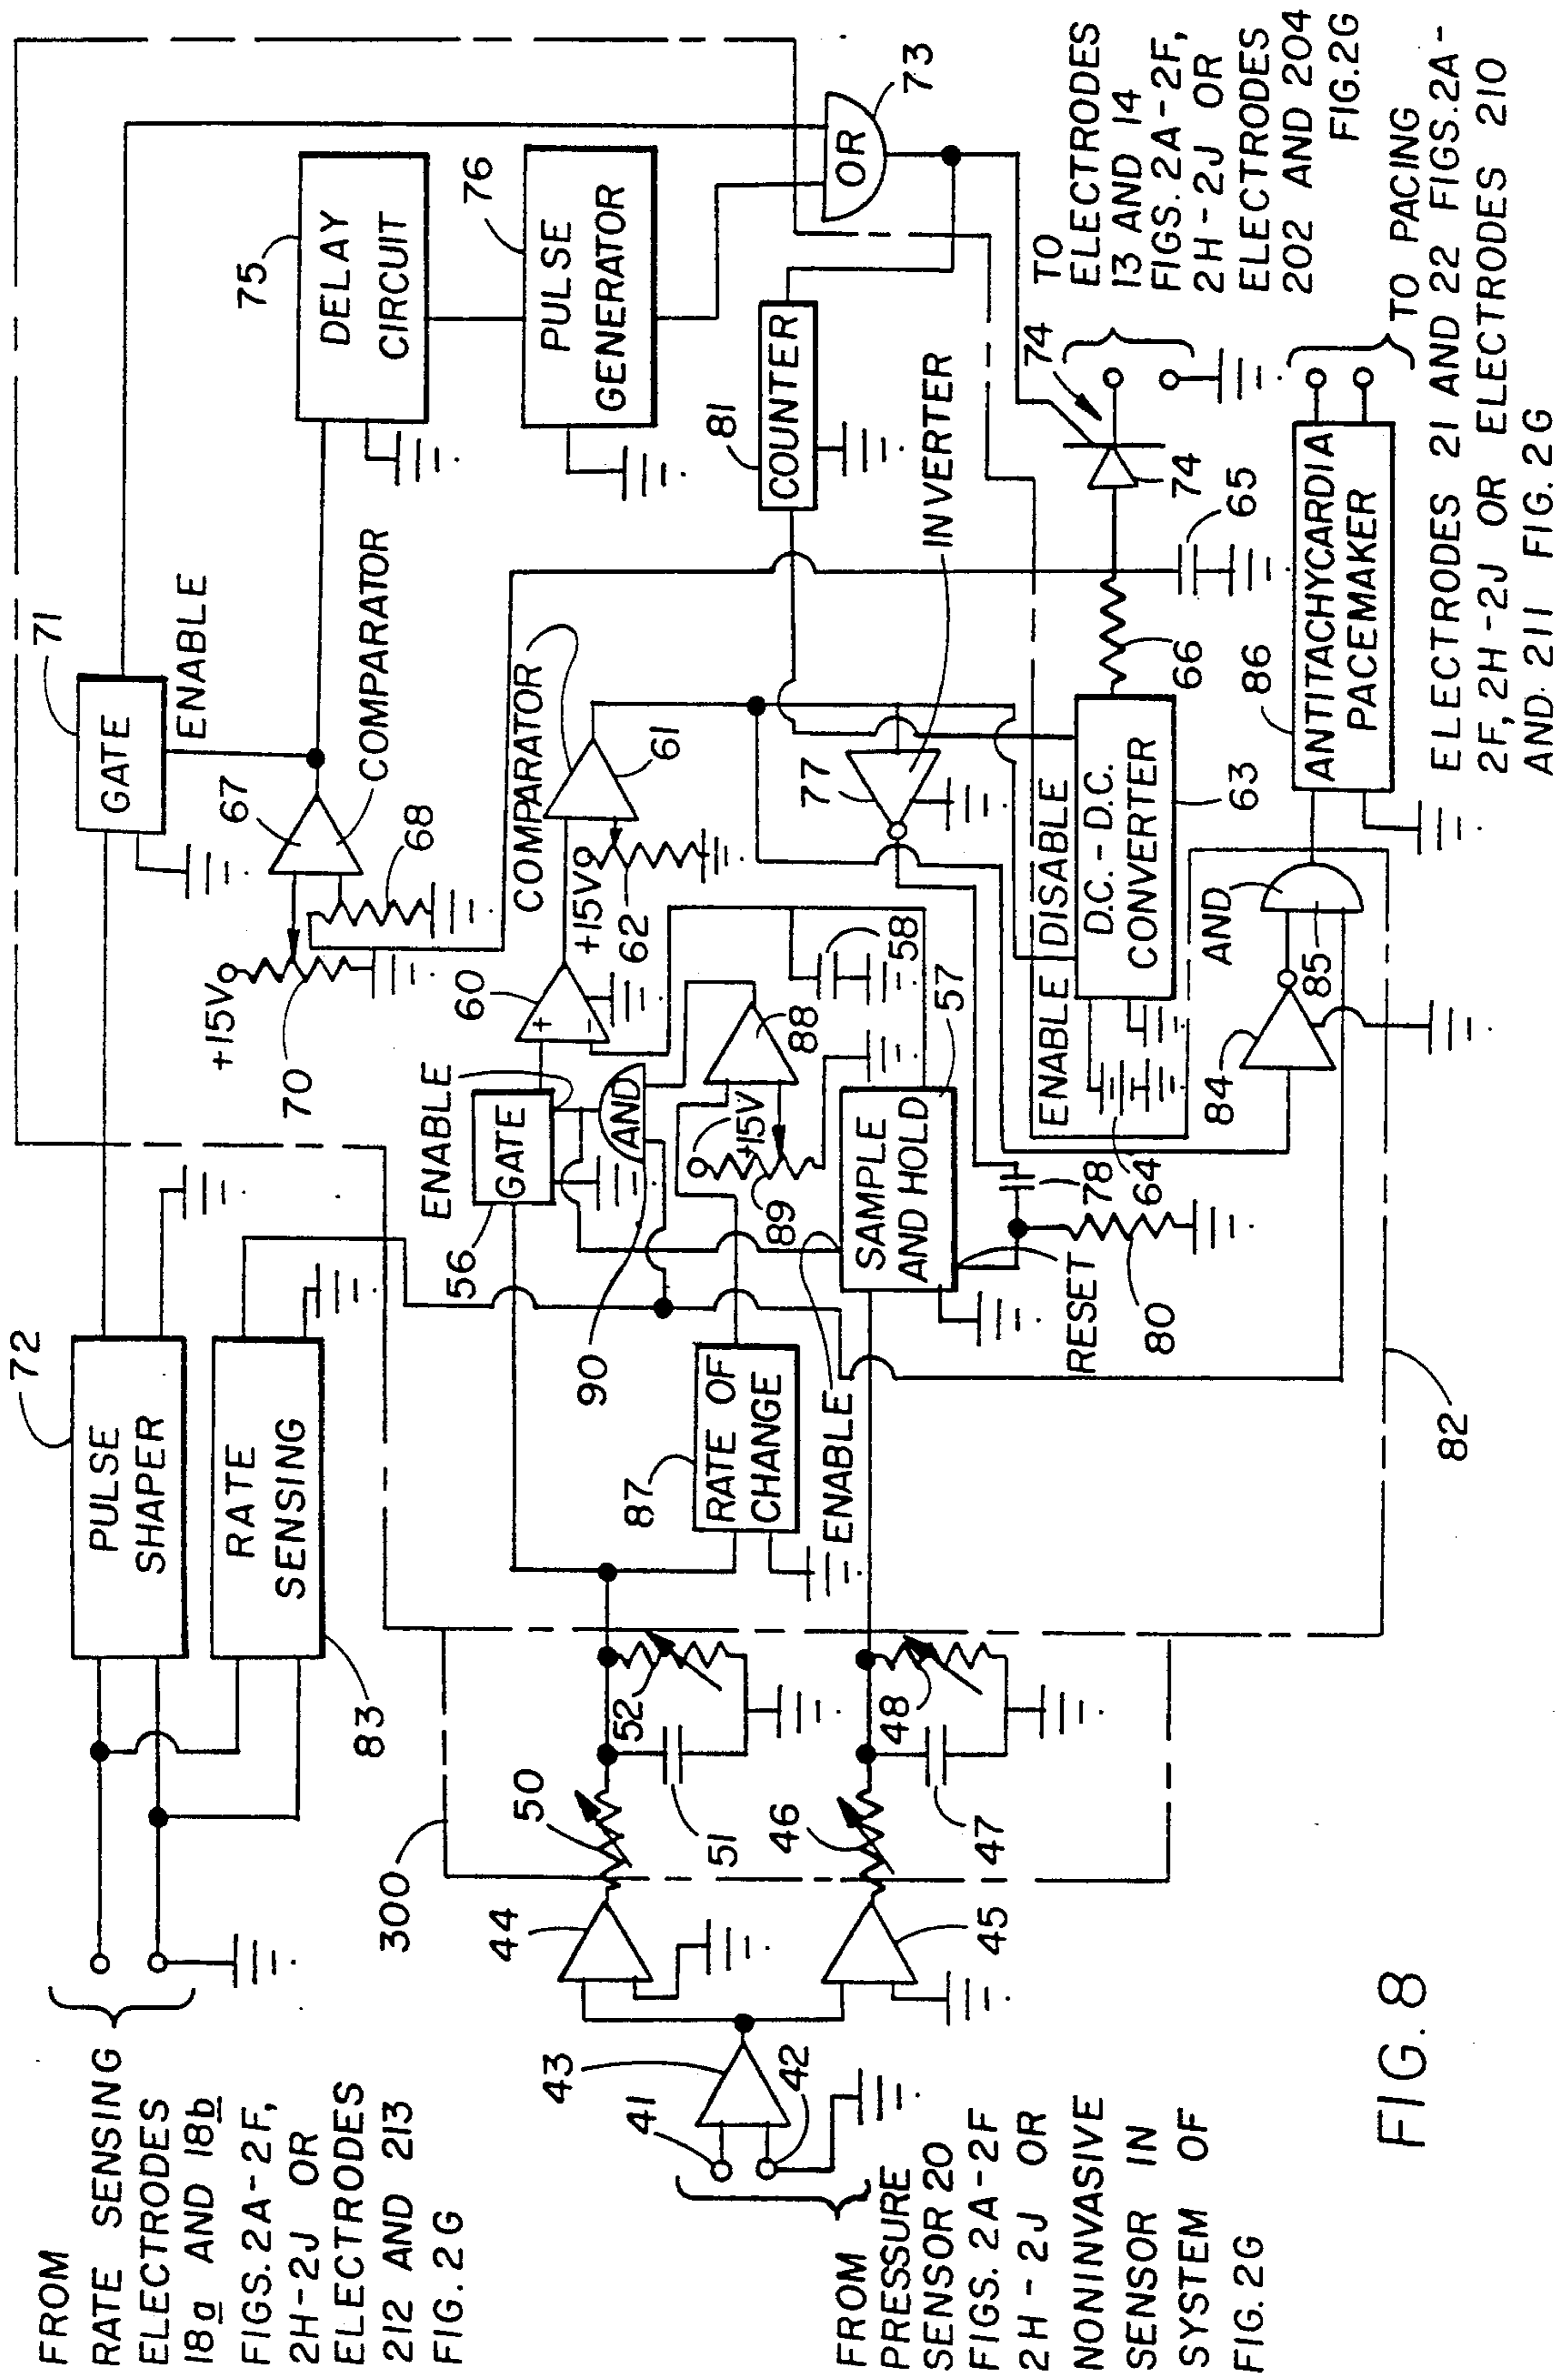 FROM
RATE SENSING
ELECTRODES
18a AND 18b
FIGS. 2A-2F,
2H-2J OR
ELECTRODES
212 AND 213
FIG. 2G
72
PULSE
SHAPER
RATE
SENSING
83
300
71
GATE
ENABLE
+15V
70
67
68
COMPARATOR
75
DELAY
CIRCUIT
76
PULSE
GENERATOR
OR
73
FROM
PRESSURE
SENSOR 20
FIGS. 2A-2F
2H-2J OR
NONINVASIVE
SENSOR IN
SYSTEM OF
FIG. 2G
41
42
43
44
45
50
51
52
46
47
48
ENABLE
GATE
56
60
+
-
COMPARATOR
61
+15V
62
81
COUNTER
INVERTER
77
AND
90
87
RATE OF
CHANGE
88
+15V
89
58
57
SAMPLE
AND HOLD
ENABLE
RESET
78
80
64
ENABLE DISABLE
D.C.-D.C.
CONVERTER
63
66
65
74
74
TO
ELECTRODES
13 AND 14
FIGS. 2A-2F,
2H-2J OR
ELECTRODES
202 AND 204
FIG. 2G
82
84
85
AND
86
ANTITACHYCARDIA
PACEMAKER
TO PACING
ELECTRODES 21 AND 22 FIGS. 2A-
2F, 2H-2J OR ELECTRODES 210
AND 211 FIG. 2G
FIG. 8